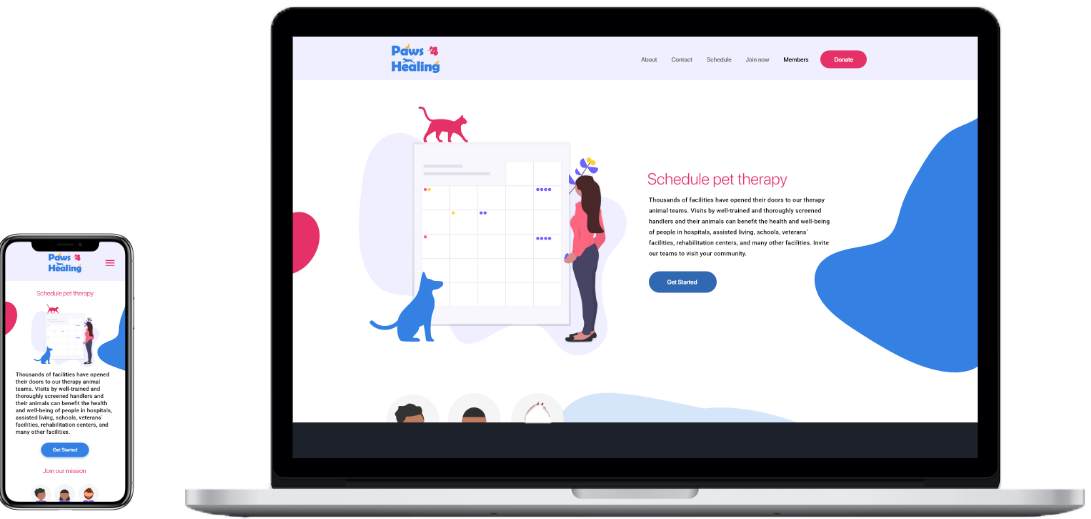 Paws 4
Healing
About
Contact
Schedule
Join now
Members
Donate
Schedule pet therapy
Thousands of facilities have opened their doors to our therapy
animal teams. Visits by well-trained and thoroughly screened
handlers and their animals can benefit the health and well-being
of people in hospitals, assisted living, schools, veterans'
facilities, rehabilitation centers, and many other facilities. Invite
our teams to visit your community.
Get Started
Paws 4
Healing
Schedule pet therapy
Thousands of facilities have opened
their doors to our therapy animal
teams. Visits by well-trained and
thoroughly screened handlers and
their animals can benefit the health
and well-being of people in hospitals,
assisted living, schools, veterans'
facilities, rehabilitation centers, and
many other facilities.
Get Started
Join our mission